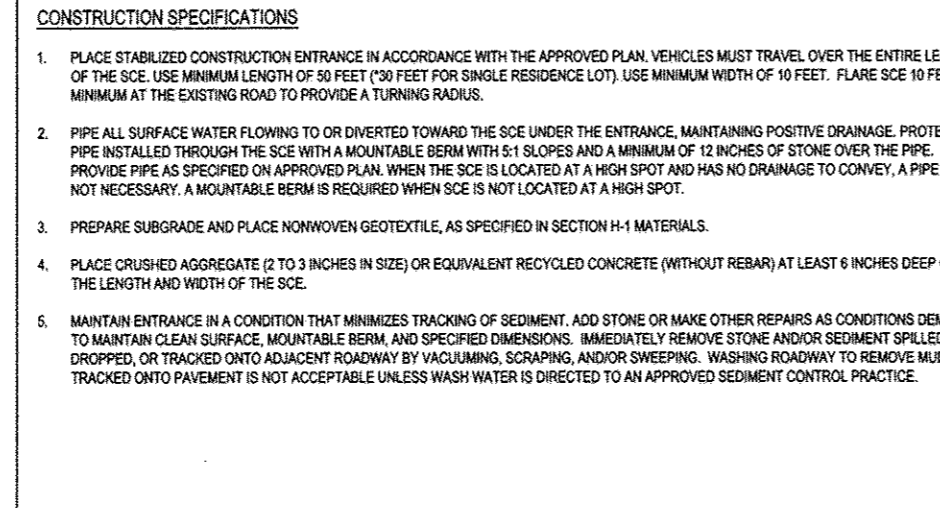 CONSTRUCTION SPECIFICATIONS
1. PLACE STABILIZED CONSTRUCTION ENTRANCE IN ACCORDANCE WITH THE APPROVED PLAN. VEHICLES MUST TRAVEL OVER THE ENTIRE LE
OF THE SCE. USE MINIMUM LENGTH OF 50 FEET (*30 FEET FOR SINGLE RESIDENCE LOT). USE MINIMUM WIDTH OF 10 FEET. FLARE SCE 10 FE
MINIMUM AT THE EXISTING ROAD TO PROVIDE A TURNING RADIUS.
2. PIPE ALL SURFACE WATER FLOWING TO OR DIVERTED TOWARD THE SCE UNDER THE ENTRANCE, MAINTAINING POSITIVE DRAINAGE. PROTE
PIPE INSTALLED THROUGH THE SCE WITH A MOUNTABLE BERM WITH 5:1 SLOPES AND A MINIMUM OF 12 INCHES OF STONE OVER THE PIPE.
PROVIDE PIPE AS SPECIFIED ON APPROVED PLAN. WHEN THE SCE IS LOCATED AT A HIGH SPOT AND HAS NO DRAINAGE TO CONVEY, A PIPE
NOT NECESSARY. A MOUNTABLE BERM IS REQUIRED WHEN SCE IS NOT LOCATED AT A HIGH SPOT.
3. PREPARE SUBGRADE AND PLACE NONWOVEN GEOTEXTILE, AS SPECIFIED IN SECTION H-1 MATERIALS.
4. PLACE CRUSHED AGGREGATE (2 TO 3 INCHES IN SIZE) OR EQUIVALENT RECYCLED CONCRETE (WITHOUT REBAR) AT LEAST 6 INCHES DEEP
THE LENGTH AND WIDTH OF THE SCE.
5. MAINTAIN ENTRANCE IN A CONDITION THAT MINIMIZES TRACKING OF SEDIMENT. ADD STONE OR MAKE OTHER REPAIRS AS CONDITIONS DEM
TO MAINTAIN CLEAN SURFACE, MOUNTABLE BERM, AND SPECIFIED DIMENSIONS. IMMEDIATELY REMOVE STONE AND/OR SEDIMENT SPILLED
DROPPED, OR TRACKED ONTO ADJACENT ROADWAY BY VACUUMING, SCRAPING, AND/OR SWEEPING. WASHING ROADWAY TO REMOVE MU
TRACKED ONTO PAVEMENT IS NOT ACCEPTABLE UNLESS WASH WATER IS DIRECTED TO AN APPROVED SEDIMENT CONTROL PRACTICE.